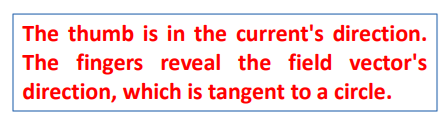 The thumb is in the current's direction.
The fingers reveal the field vector's
direction, which is tangent to a circle.